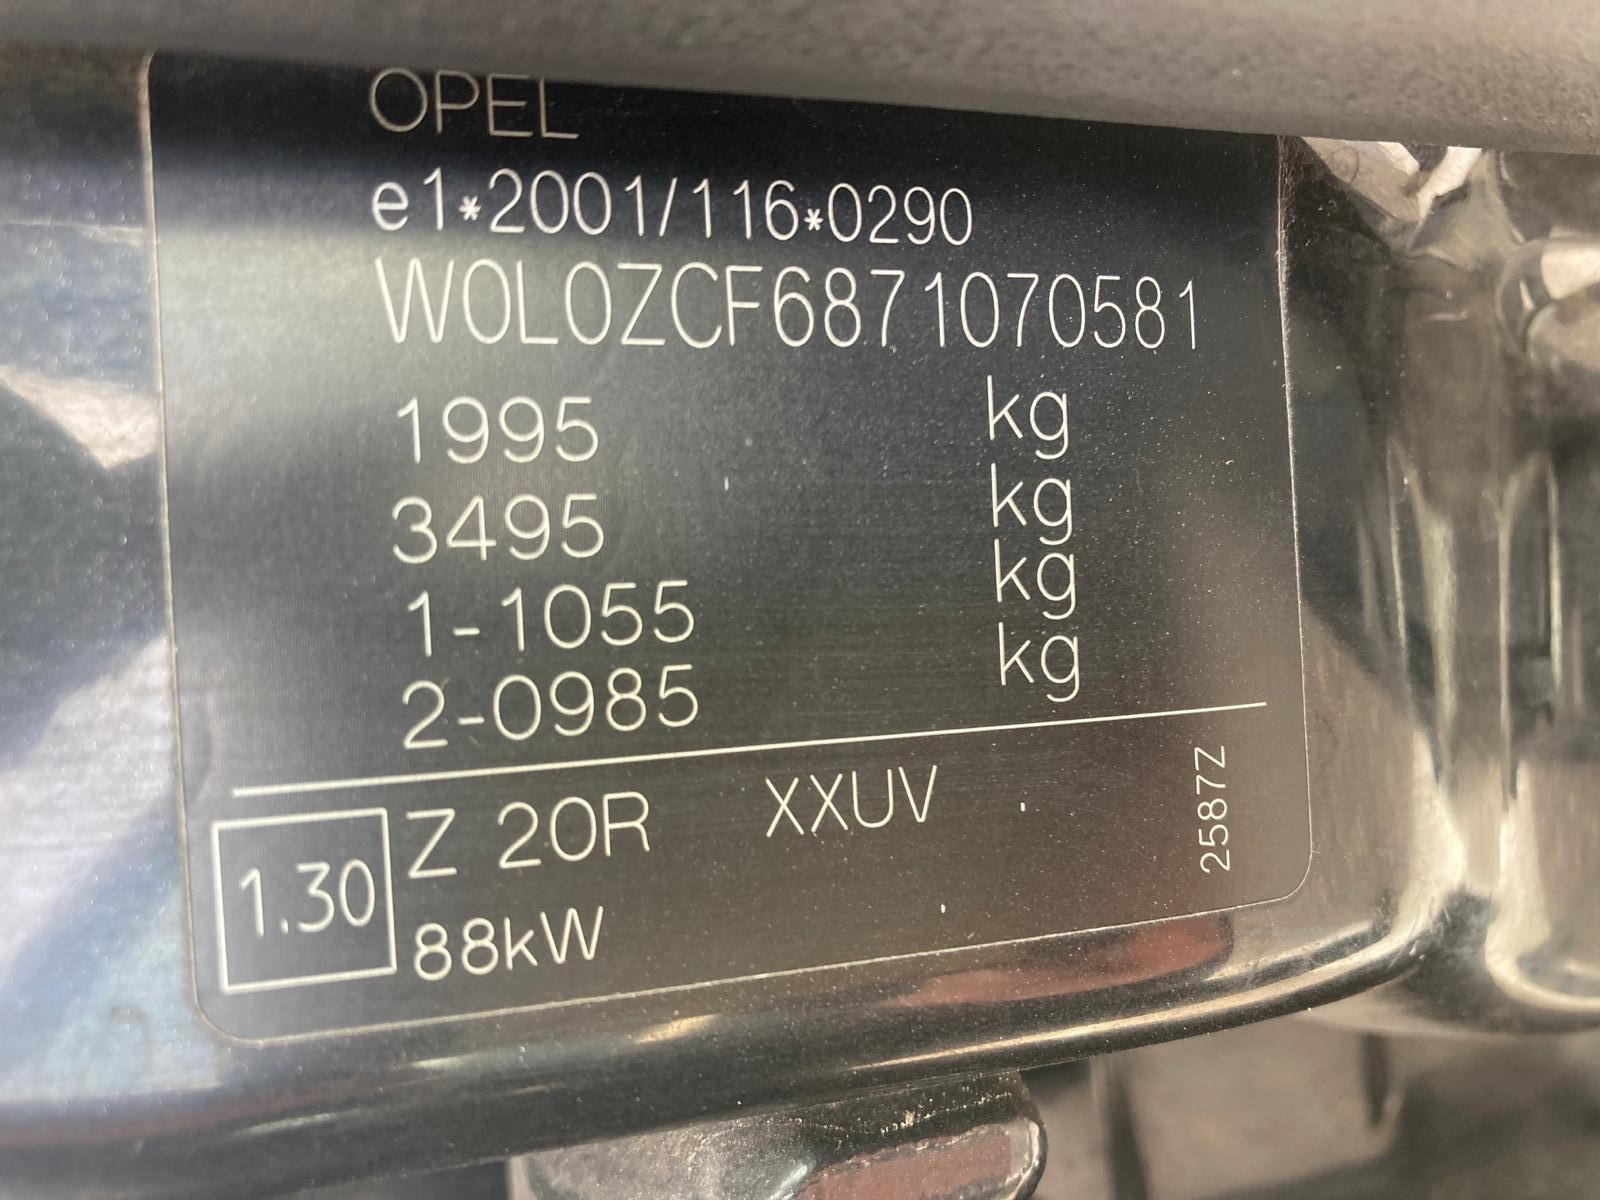 OPEL
e1*2001/116*0290
W0L0ZCF6871070581
1995 kg
3495 kg
1-1055 kg
2-0985 kg
1.30
Z 20R XXUV
88kW
2587Z